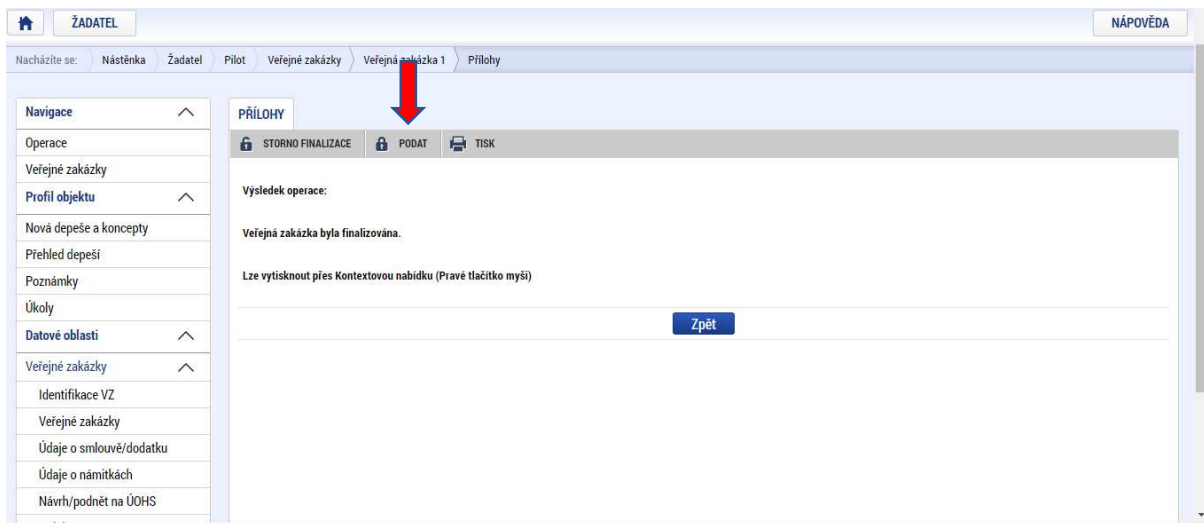 ŽADATEL
NÁPOVĚDA
Nacházíte se: Nástěnka Žadatel Pilot Veřejné zakázky Veřejná zakázka 1 Přílohy
Navigace
Operace
Veřejné zakázky
Profil objektu
Nová depeše a koncepty
Přehled depeší
Poznámky
Úkoly
Datové oblasti
Veřejné zakázky
Identifikace VZ
Veřejné zakázky
Údaje o smlouvě/dodatku
Údaje o námitkách
Návrh/podnět na ÚOHS
PŘÍLOHY
STORNO FINALIZACE PODAT TISK
Výsledek operace:
Veřejná zakázka byla finalizována.
Lze vytisknout přes Kontextovou nabídku (Pravé tlačítko myši)
Zpět